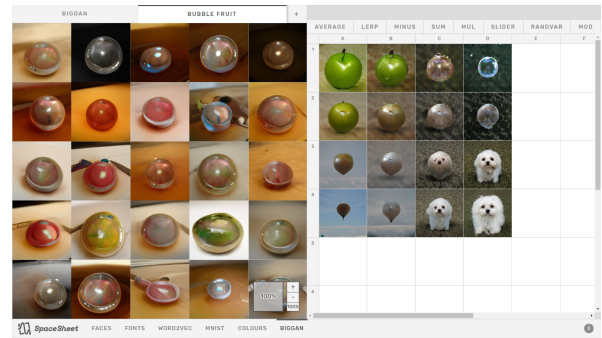 BIGGAN BUBBLE FRUIT +
AVERAGE LERP MINUS SUM MUL SLIDER RANDVAR MOD
A B C D E F
1
2
3
4
5
6
100%
+
-
100%
SpaceSheet FACES FONTS WORD2VEC MNIST COLOURS BIGGAN